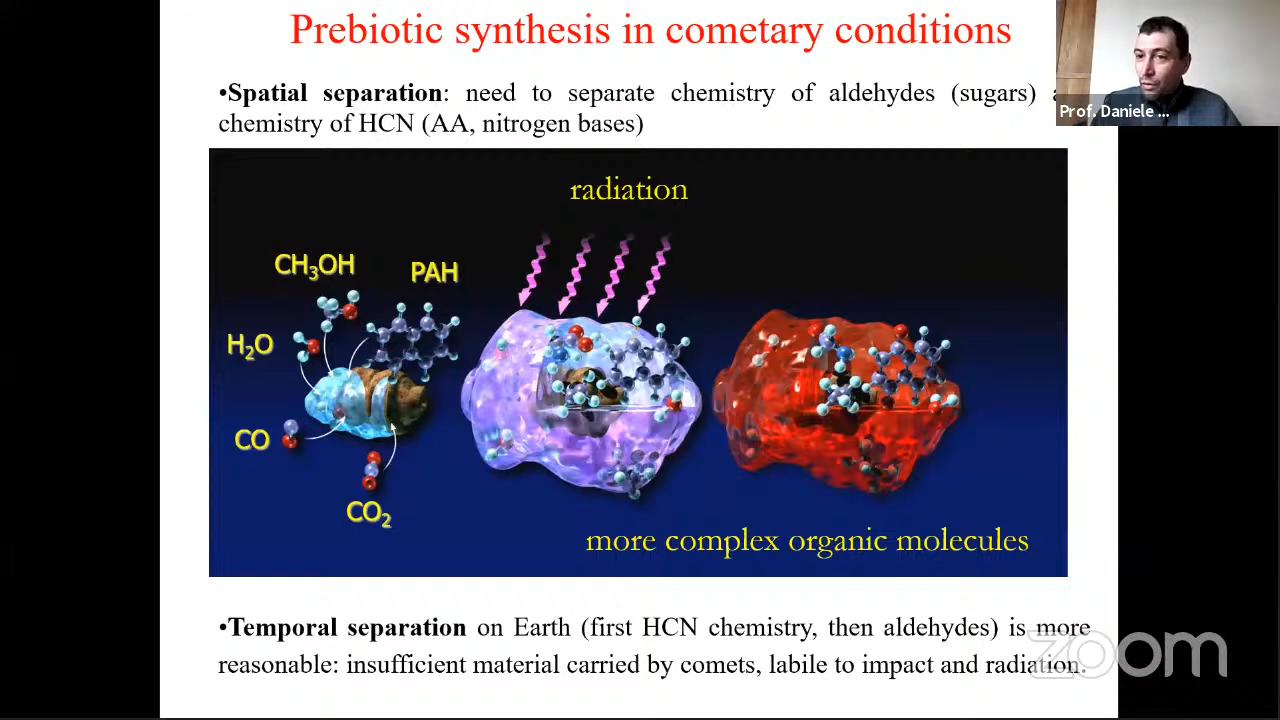 Prebiotic synthesis in cometary conditions
•Spatial separation: need to separate chemistry of aldehydes (sugars)
chemistry of HCN (AA, nitrogen bases)
Prof. Daniele ...
radiation
CH₃OH
PAH
H₂O
CO
CO₂
more complex organic molecules
•Temporal separation on Earth (first HCN chemistry, then aldehydes) is more
reasonable: insufficient material carried by comets, labile to impact and radiation.
zoom